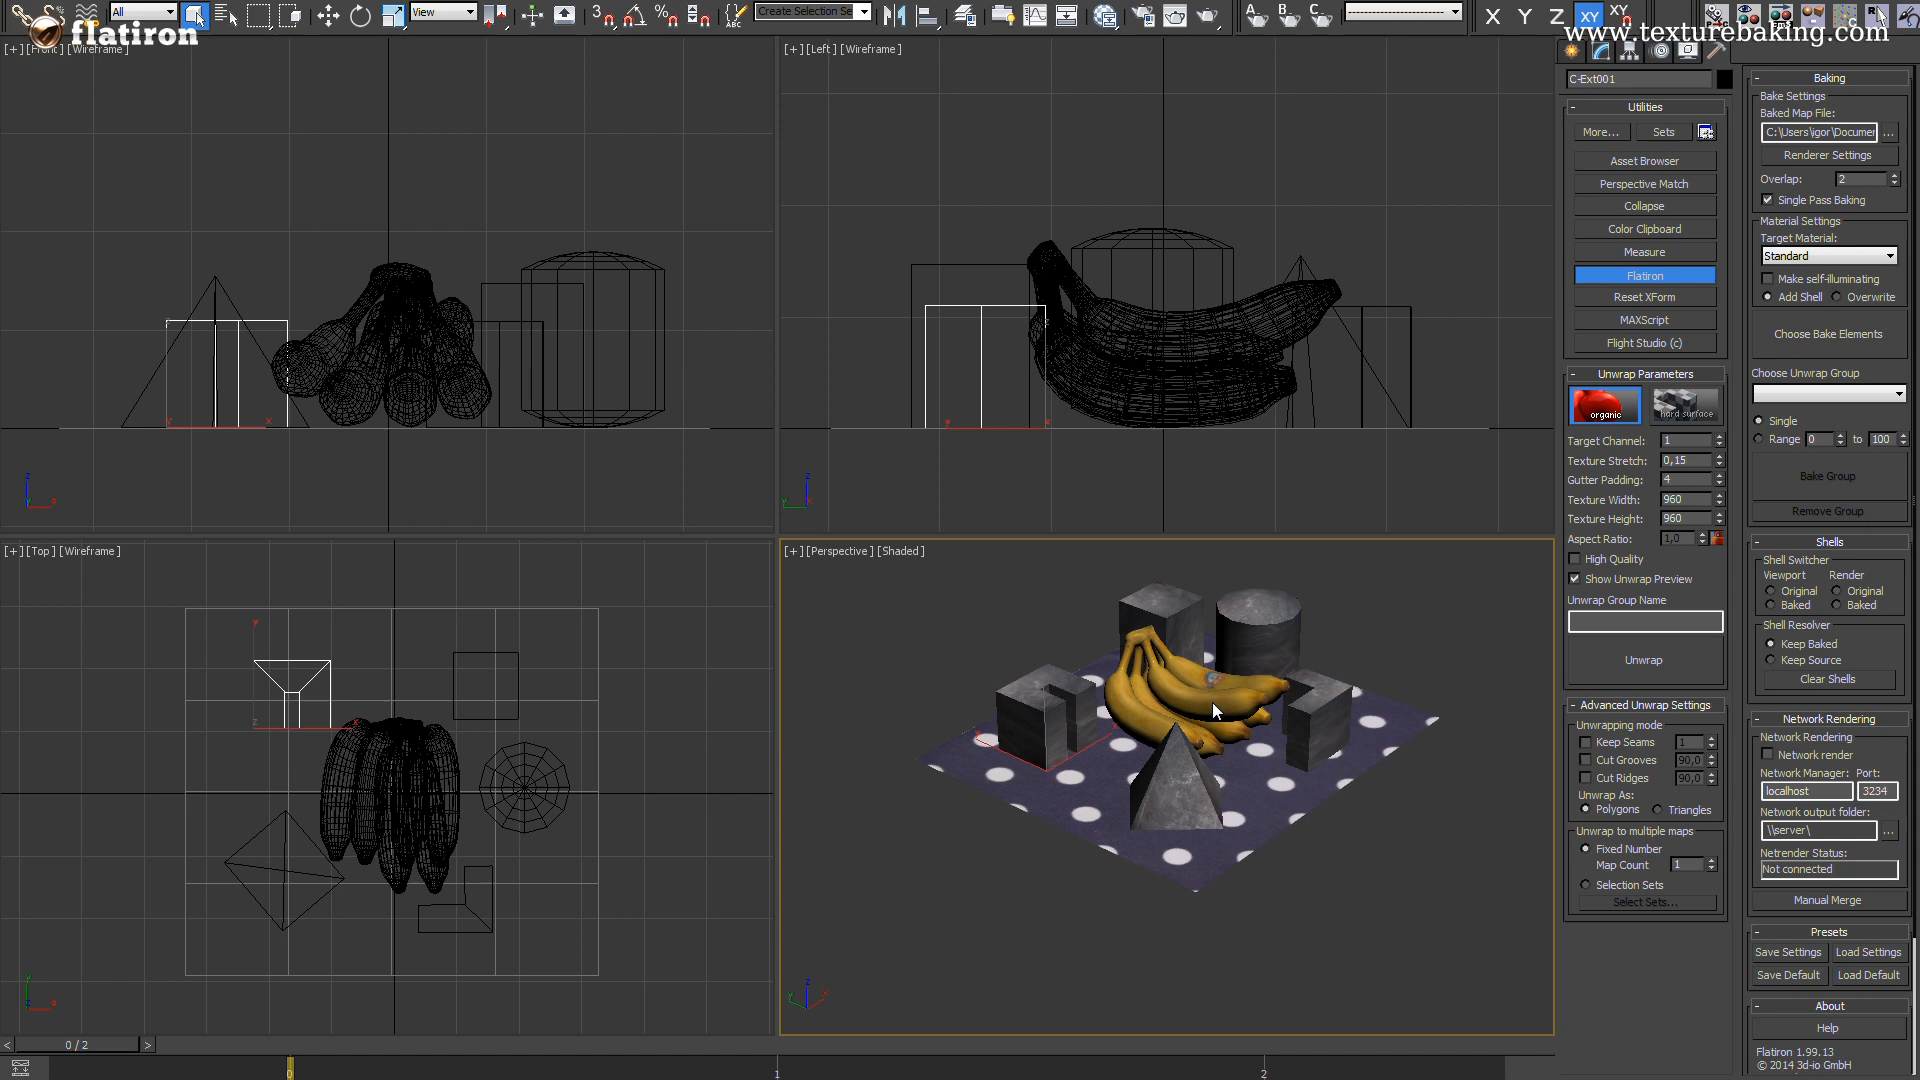 All
View
3
%
ABC
Create Selection Se
A
B
C
X
Y
Z
XY
XY
flatiron
www.texturebaking.com
[+] [Front] [Wireframe]
[+] [Left] [Wireframe]
[+] [Top] [Wireframe]
[+] [Perspective] [Shaded]
C-Ext001
- Utilities
More...
Sets
Asset Browser
Perspective Match
Collapse
Color Clipboard
Measure
Flatiron
Reset XForm
MAXScript
Flight Studio (c)
- Unwrap Parameters
organic
hard surface
Target Channel: 1
Texture Stretch: 0,15
Gutter Padding: 4
Texture Width: 960
Texture Height: 960
Aspect Ratio: 1,0
High Quality
Show Unwrap Preview
Unwrap Group Name
Unwrap
- Advanced Unwrap Settings
Unwrapping mode
Keep Seams 1
Cut Grooves 90,0
Cut Ridges 90,0
Unwrap As:
Polygons Triangles
Unwrap to multiple maps
Fixed Number
Map Count 1
Selection Sets
Select Sets...
- Baking
Bake Settings
Baked Map File:
C:\Users\igor\Documer ...
Renderer Settings
Overlap: 2
Single Pass Baking
Material Settings
Target Material:
Standard
Make self-illuminating
Add Shell Overwrite
Choose Bake Elements
Choose Unwrap Group
Single
Range 0 to 100
Bake Group
Remove Group
- Shells
Shell Switcher
Viewport Render
Original Original
Baked Baked
Shell Resolver
Keep Baked
Keep Source
Clear Shells
- Network Rendering
Network Rendering
Network render
Network Manager: Port:
localhost 3234
Network output folder:
\\server\ ...
Netrender Status:
Not connected
Manual Merge
- Presets
Save Settings Load Settings
Save Default Load Default
- About
Help
Flatiron 1.99.13
© 2014 3d-io GmbH
< 0 / 2 >
0
1
2